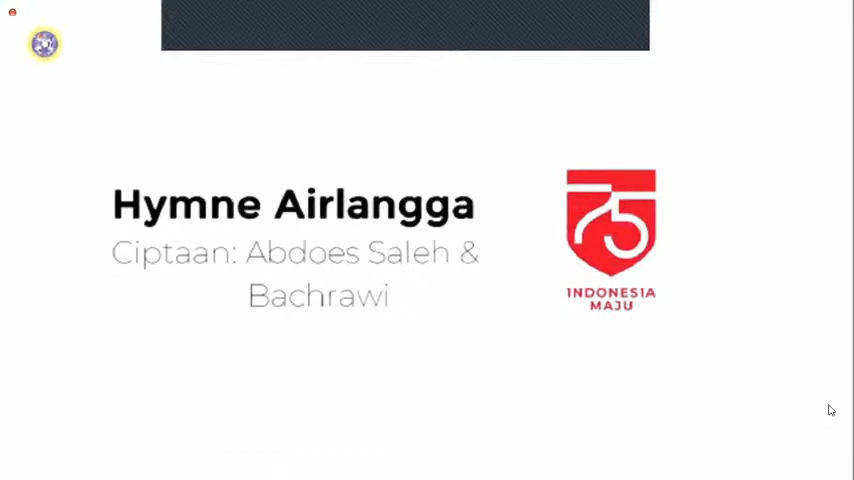 Hymne Airlangga
Ciptaan: Abdoes Saleh &
Bachrawi
75
INDONESIA
MAJU